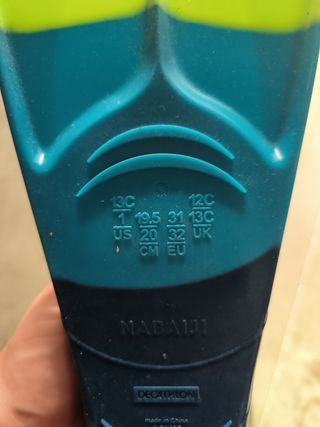 13C
1
US
19.5
20
CM
31
32
EU
12C
13C
UK
NABAIJI
DECATHLON
made in China